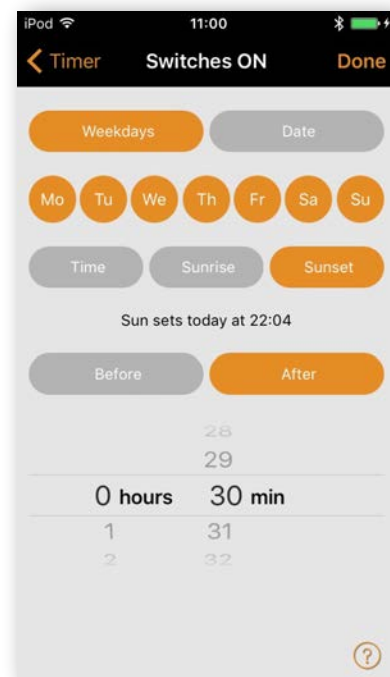 iPod 11:00
Timer Switches ON Done
Weekdays Date
Mo Tu We Th Fr Sa Su
Time Sunrise Sunset
Sun sets today at 22:04
Before After
28
29
0 hours 30 min
1 31
2 32
?